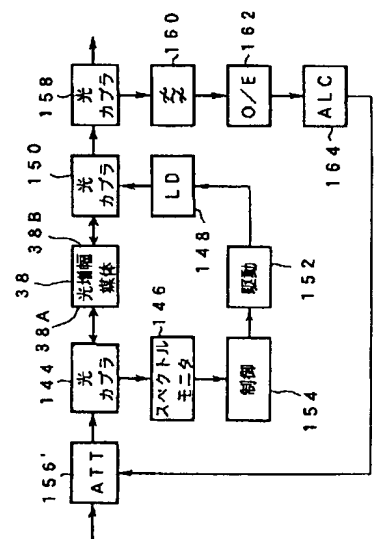 156'
ATT
144
光
カプラ
38A
38
38B
光増幅
媒体
150
光
カプラ
158
光
カプラ
146
スペクトル
モニタ
148
LD
160
154
制御
152
駆動
162
O/E
164
ALC